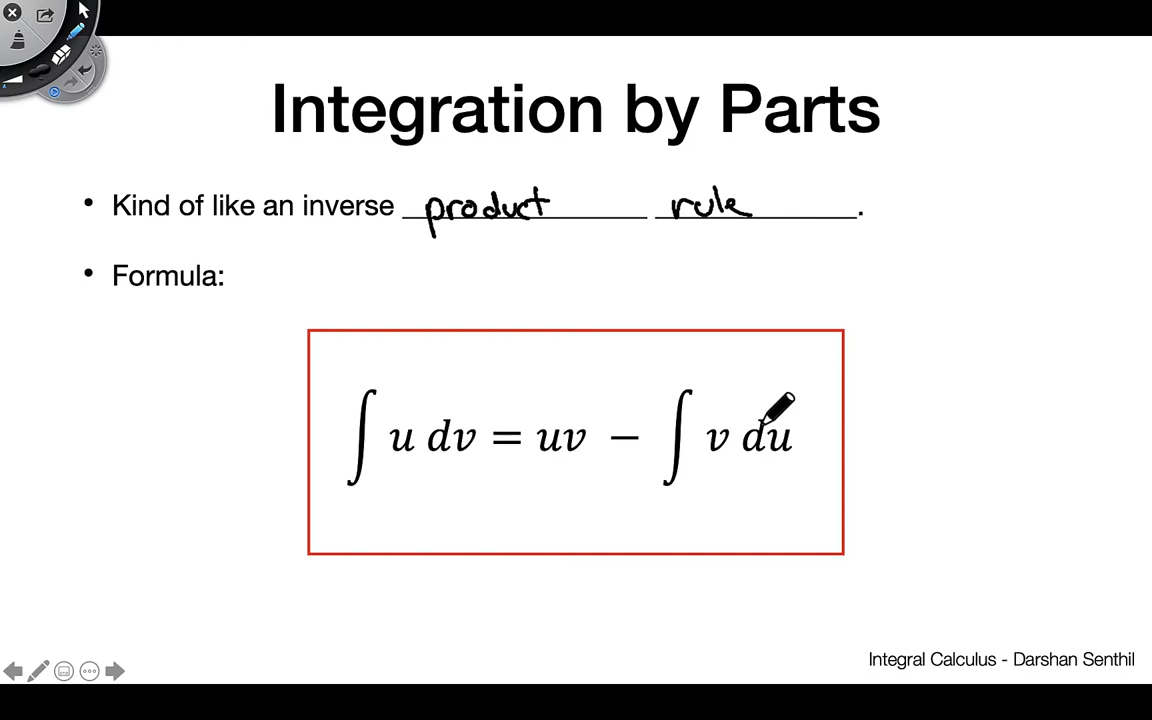 Integration by Parts
• Kind of like an inverse product rule.
• Formula:
∫ u dv = uv − ∫ v du
Integral Calculus - Darshan Senthil